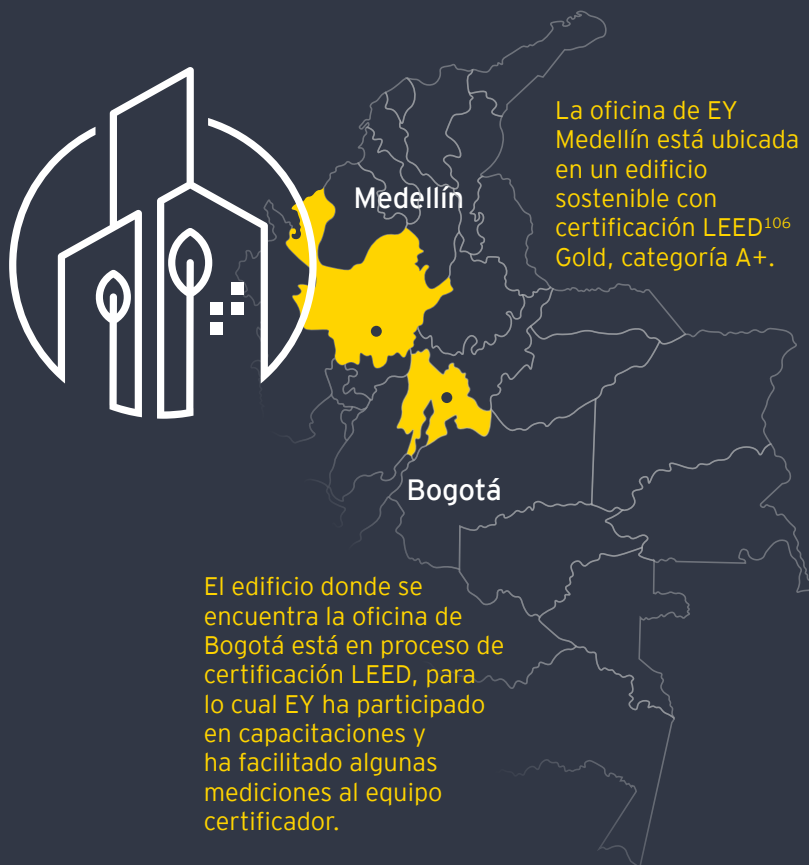 La oficina de EY
Medellín está ubicada
en un edificio
sostenible con
certificación LEED¹⁰⁶
Gold, categoría A+.
Medellín
Bogotá
El edificio donde se
encuentra la oficina de
Bogotá está en proceso de
certificación LEED, para
lo cual EY ha participado
en capacitaciones y
ha facilitado algunas
mediciones al equipo
certificador.